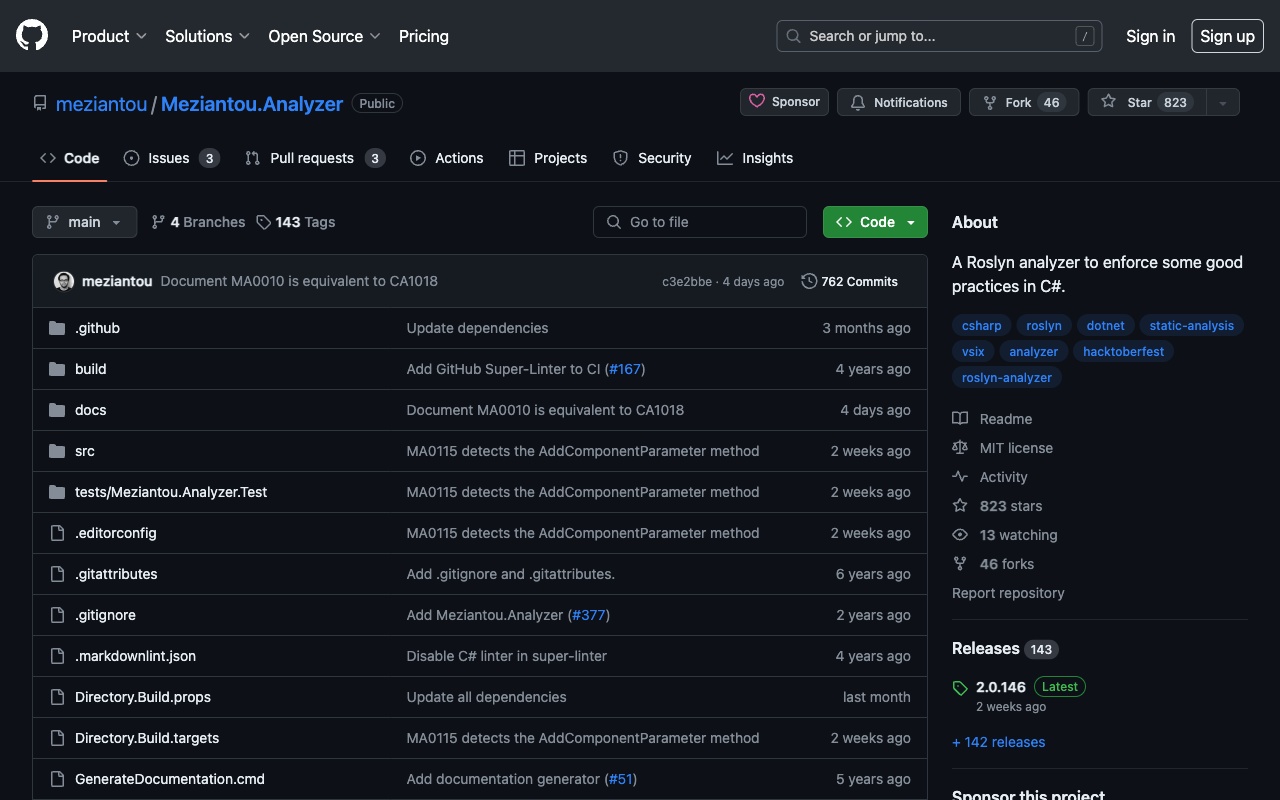 Product Solutions Open Source Pricing Search or jump to... / Sign in Sign up
meziantou / Meziantou.Analyzer Public Sponsor Notifications Fork 46 Star 823
Code Issues 3 Pull requests 3 Actions Projects Security Insights
main 4 Branches 143 Tags Go to file Code
meziantou Document MA0010 is equivalent to CA1018 c3e2bbe · 4 days ago 762 Commits
.github Update dependencies 3 months ago
build Add GitHub Super-Linter to CI (#167) 4 years ago
docs Document MA0010 is equivalent to CA1018 4 days ago
src MA0115 detects the AddComponentParameter method 2 weeks ago
tests/Meziantou.Analyzer.Test MA0115 detects the AddComponentParameter method 2 weeks ago
.editorconfig MA0115 detects the AddComponentParameter method 2 weeks ago
.gitattributes Add .gitignore and .gitattributes. 6 years ago
.gitignore Add Meziantou.Analyzer (#377) 2 years ago
.markdownlint.json Disable C# linter in super-linter 4 years ago
Directory.Build.props Update all dependencies last month
Directory.Build.targets MA0115 detects the AddComponentParameter method 2 weeks ago
GenerateDocumentation.cmd Add documentation generator (#51) 5 years ago
About
A Roslyn analyzer to enforce some good
practices in C#.
csharp roslyn dotnet static-analysis
vsix analyzer hacktoberfest
roslyn-analyzer
Readme
MIT license
Activity
823 stars
13 watching
46 forks
Report repository
Releases 143
2.0.146 Latest
2 weeks ago
+ 142 releases
Sponsor this project